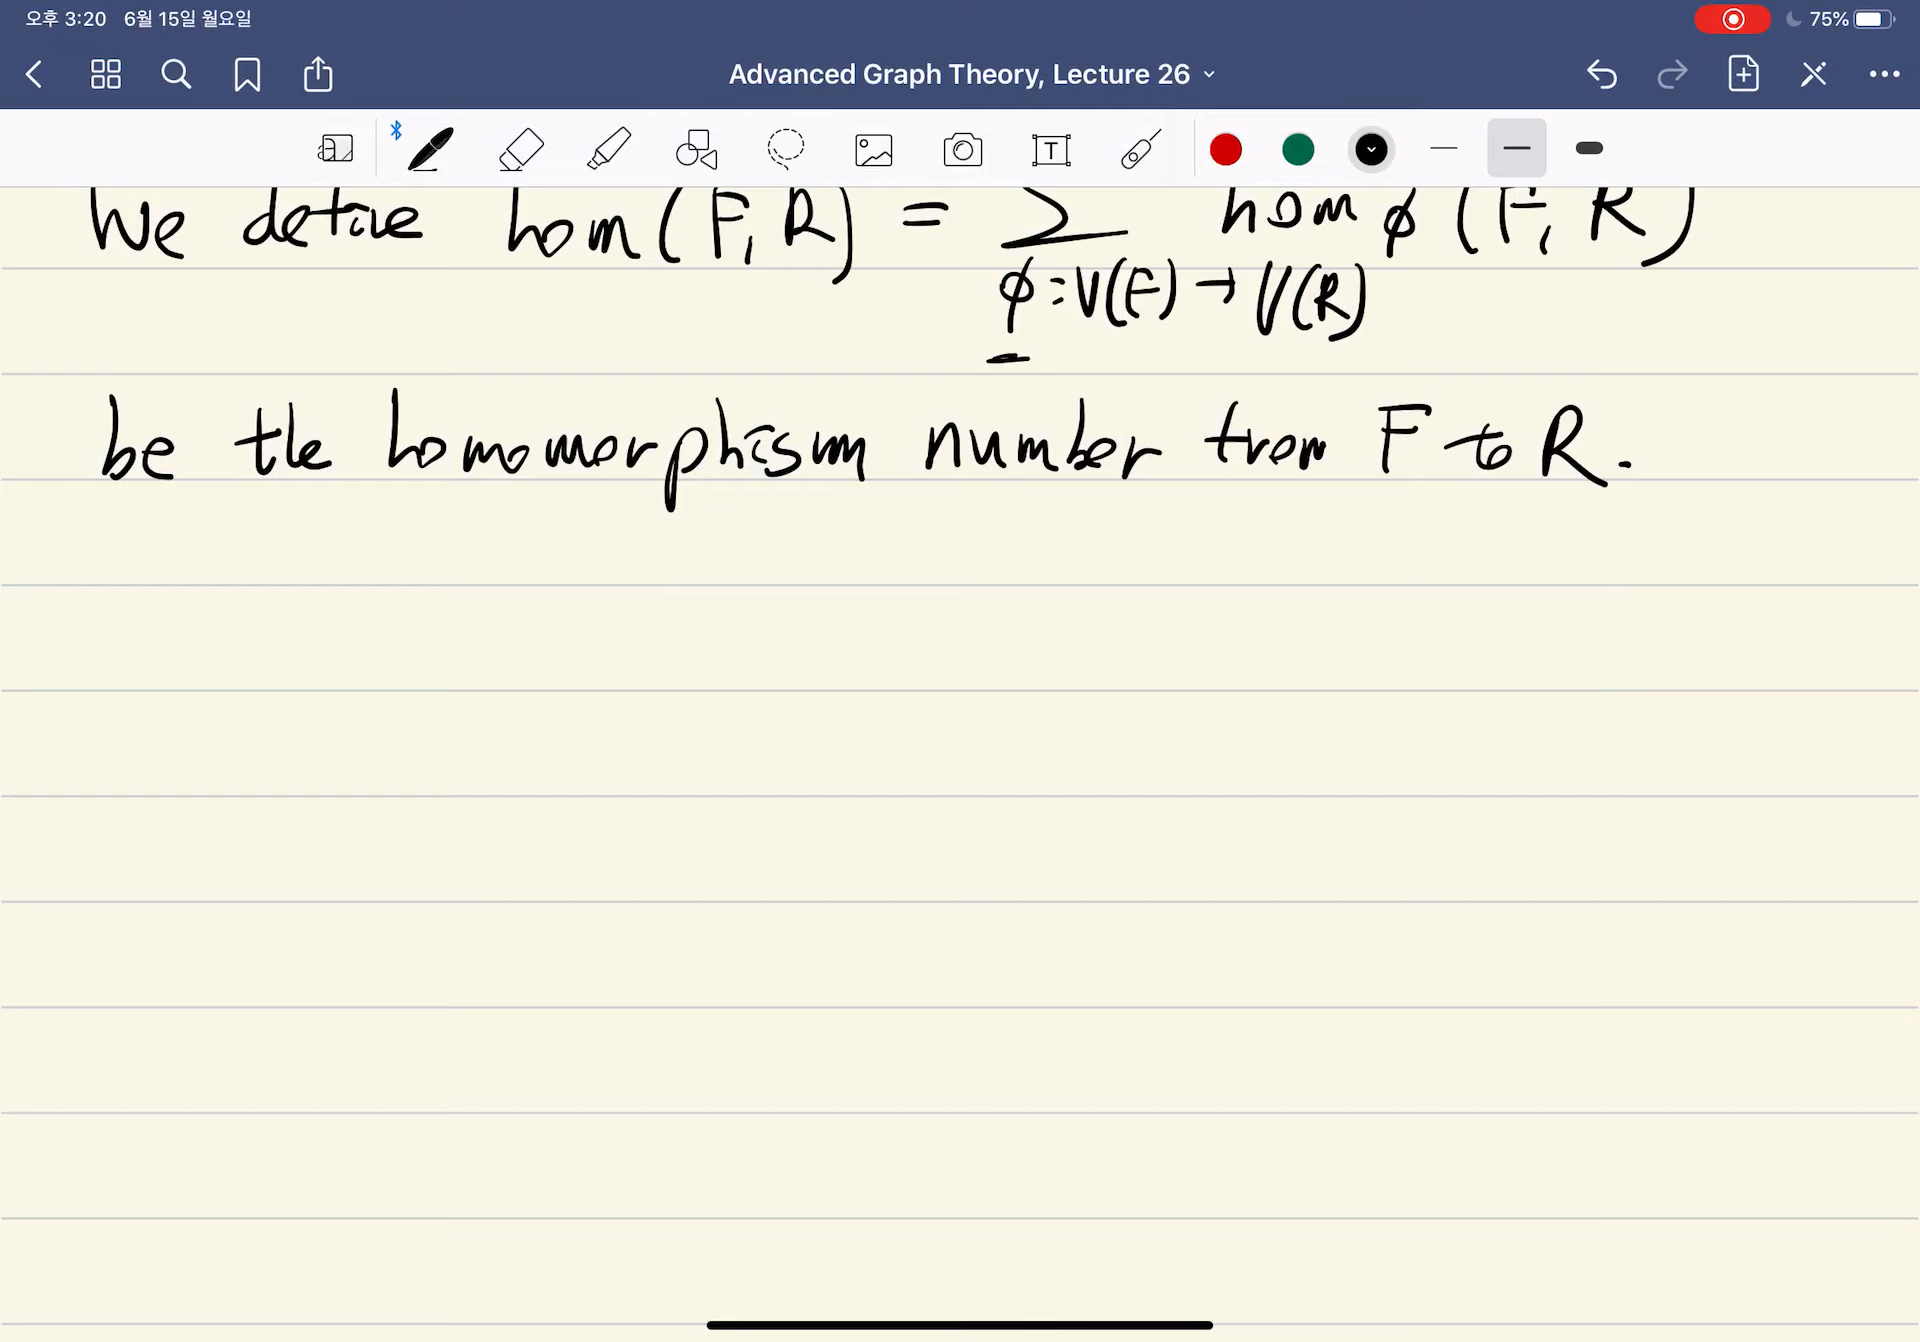 오후 3:20 6월 15일 월요일
75%
Advanced Graph Theory, Lecture 26
We define hom(F, R) = Σ hom ϕ (F, R)
ϕ : V(F) → V(R)
be the homomorphism number from F to R.